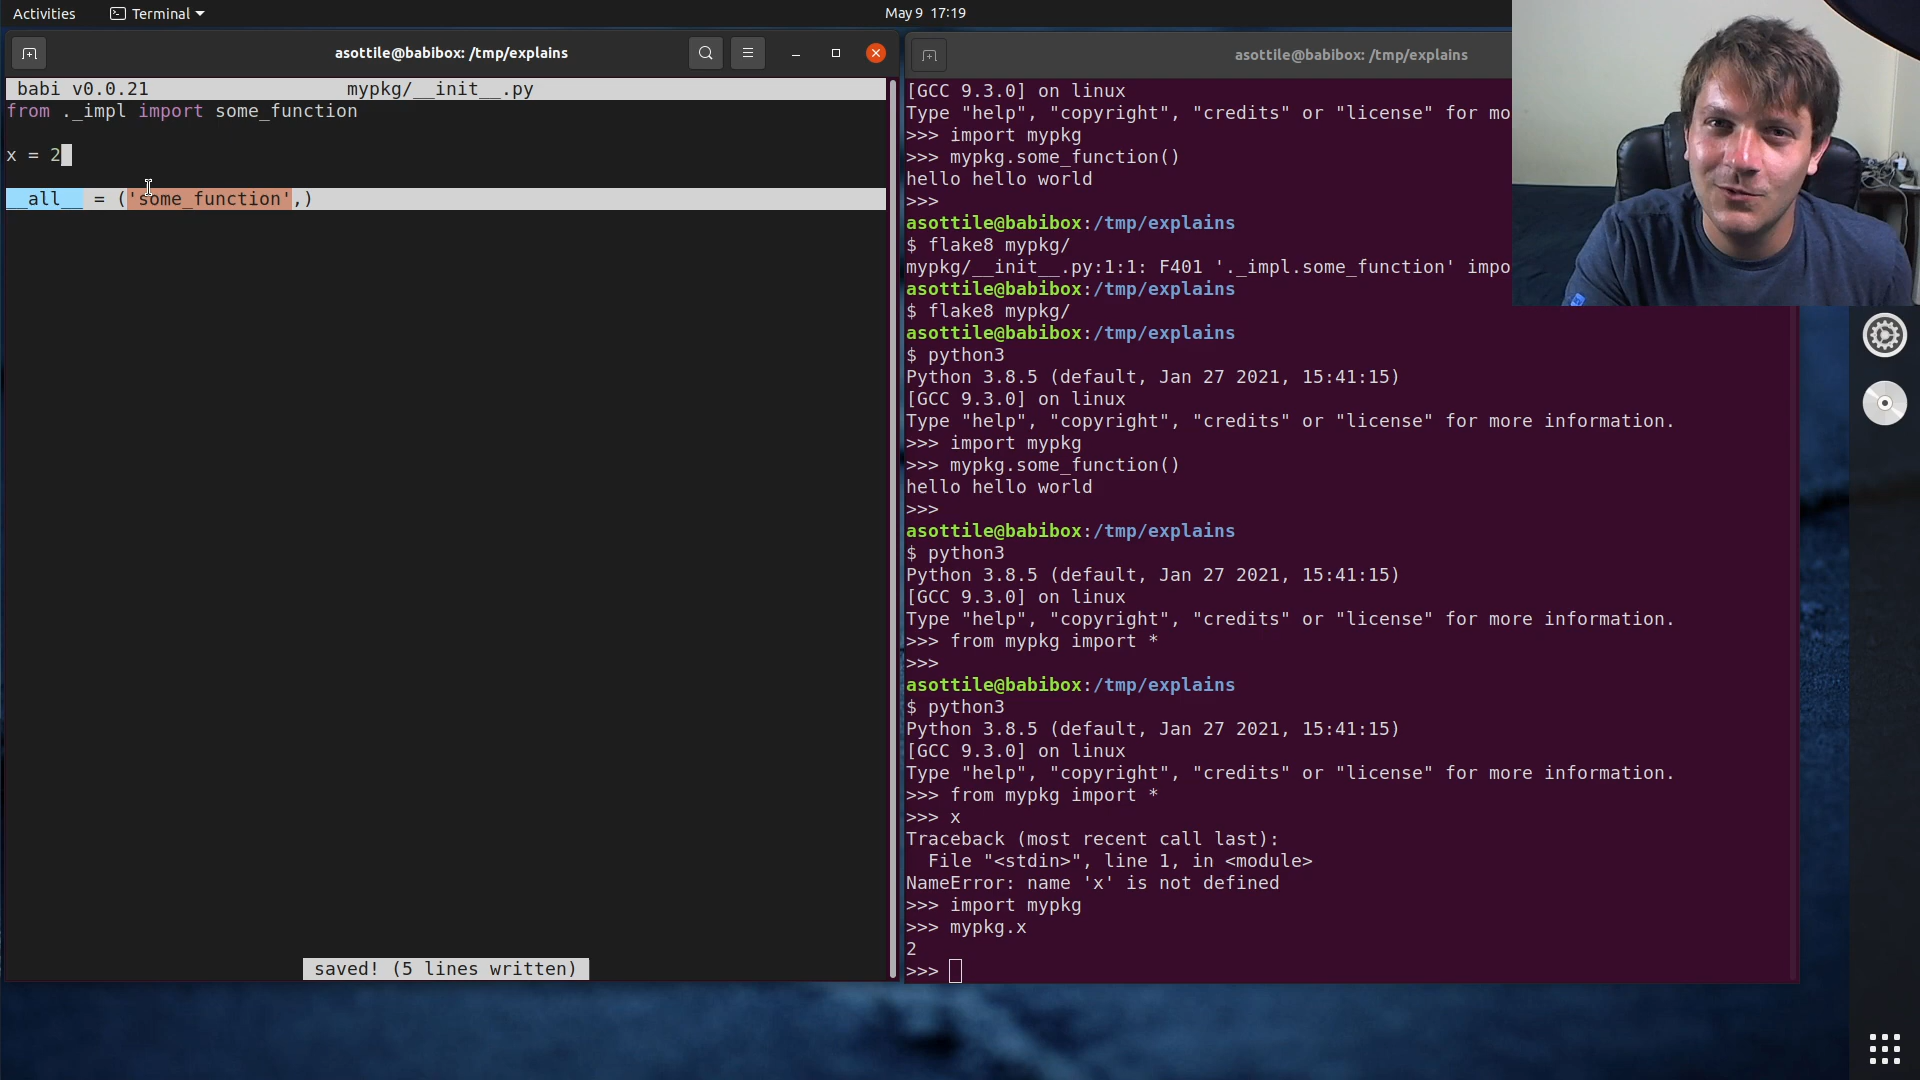 Activities
Terminal
May 9 17:19
asottile@babibox: /tmp/explains
babi v0.0.21 mypkg/__init__.py
from ._impl import some_function
x = 2
__all__ = ('some_function',)
saved! (5 lines written)
asottile@babibox: /tmp/explains
[GCC 9.3.0] on linux
Type "help", "copyright", "credits" or "license" for mo
>>> import mypkg
>>> mypkg.some_function()
hello hello world
>>>
asottile@babibox:/tmp/explains
$ flake8 mypkg/
mypkg/__init__.py:1:1: F401 '._impl.some_function' impo
asottile@babibox:/tmp/explains
$ flake8 mypkg/
asottile@babibox:/tmp/explains
$ python3
Python 3.8.5 (default, Jan 27 2021, 15:41:15)
[GCC 9.3.0] on linux
Type "help", "copyright", "credits" or "license" for more information.
>>> import mypkg
>>> mypkg.some_function()
hello hello world
>>>
asottile@babibox:/tmp/explains
$ python3
Python 3.8.5 (default, Jan 27 2021, 15:41:15)
[GCC 9.3.0] on linux
Type "help", "copyright", "credits" or "license" for more information.
>>> from mypkg import *
>>>
asottile@babibox:/tmp/explains
$ python3
Python 3.8.5 (default, Jan 27 2021, 15:41:15)
[GCC 9.3.0] on linux
Type "help", "copyright", "credits" or "license" for more information.
>>> from mypkg import *
>>> x
Traceback (most recent call last):
  File "<stdin>", line 1, in <module>
NameError: name 'x' is not defined
>>> import mypkg
>>> mypkg.x
2
>>>